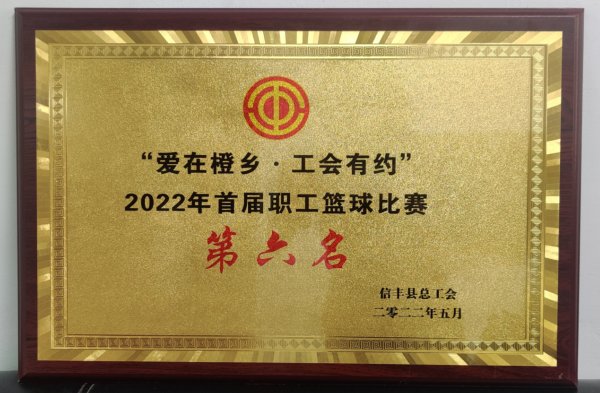 “爱在橙乡·工会有约”
2022年首届职工篮球比赛
第六名
信丰县总工会
二零二二年五月